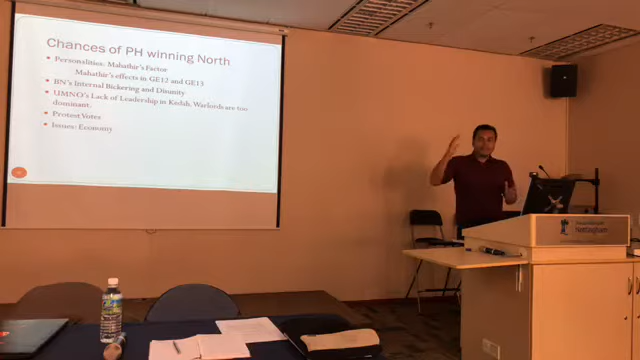 Chances of PH winning North
Personalities: Mahathir's Factor
Mahathir's effects in GE12 and GE13
BN's Internal Bickering and Disunity
UMNO's Lack of Leadership in Kedah. Warlords are too
dominant.
Protest Votes
Issues: Economy
Nottingham